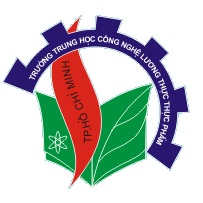 TRƯỜNG TRUNG HỌC CÔNG NGHỆ LƯƠNG THỰC THỰC PHẨM
TP.HỒ CHÍ MINH